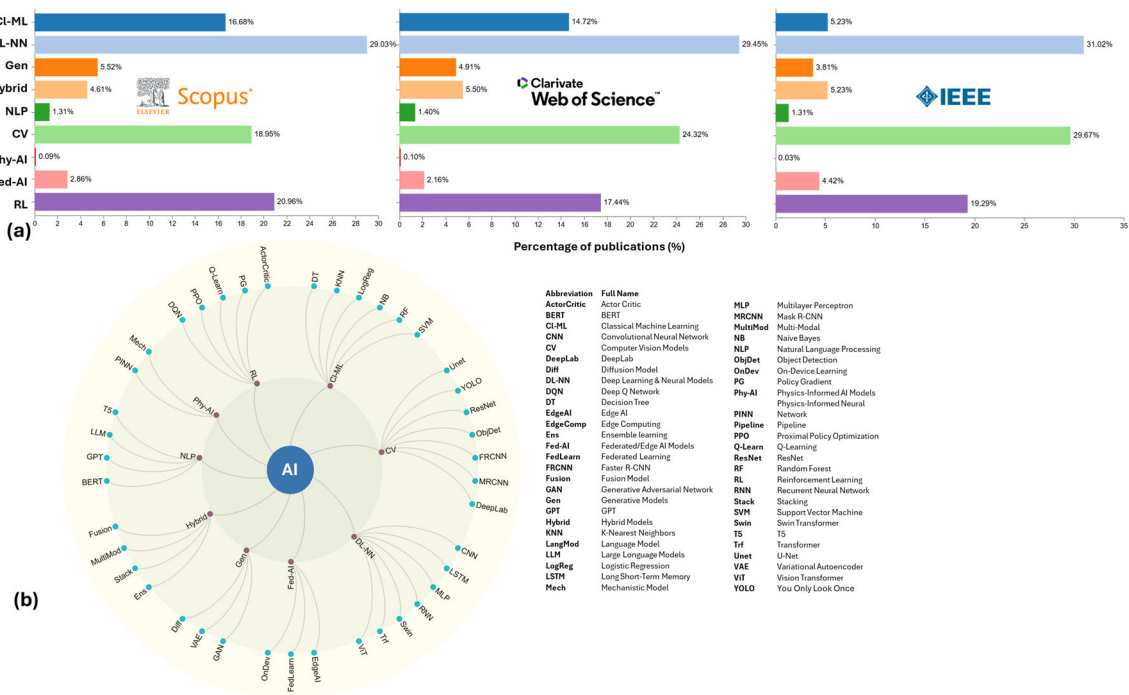 Cl-ML
L-NN
Gen
ybrid
NLP
CV
hy-AI
ed-AI
RL
16.68%
29.03%
5.52%
4.61%
1.31%
18.95%
0.09%
2.86%
20.96%
0 2 4 6 8 10 12 14 16 18 20 22 24 26 28 30
ELSEVIER
Scopus®
14.72%
29.45%
4.91%
5.50%
1.40%
24.32%
0.10%
2.16%
17.44%
0 2 4 6 8 10 12 14 16 18 20 22 24 26 28 30
Clarivate
Web of Science™
5.23%
31.02%
3.81%
5.23%
1.31%
29.67%
0.03%
4.42%
19.29%
0 5 10 15 20 25 30 35
IEEE
(a)
Percentage of publications (%)
AI
RL
ActorCritic
PG
Q-Learn
PPO
DQN
Cl-ML
DT
KNN
LogReg
NB
RF
SVM
CV
Unet
YOLO
ResNet
ObjDet
FRCNN
MRCNN
DeepLab
DL-NN
CNN
LSTM
MLP
RNN
Swin
Trf
ViT
Fed-AI
EdgeAI
FedLearn
OnDev
Gen
GAN
VAE
Diff
Hybrid
Ens
Stack
MultiMod
Fusion
NLP
BERT
GPT
LLM
T5
Phy-AI
PINN
Mech
(b)
Abbreviation Full Name
ActorCritic Actor Critic
BERT BERT
Cl-ML Classical Machine Learning
CNN Convolutional Neural Network
CV Computer Vision Models
DeepLab DeepLab
Diff Diffusion Model
DL-NN Deep Learning & Neural Models
DQN Deep Q Network
DT Decision Tree
EdgeAI Edge AI
EdgeComp Edge Computing
Ens Ensemble learning
Fed-AI Federated/Edge AI Models
FedLearn Federated Learning
FRCNN Faster R-CNN
Fusion Fusion Model
GAN Generative Adversarial Network
Gen Generative Models
GPT GPT
Hybrid Hybrid Models
KNN K-Nearest Neighbors
LangMod Language Model
LLM Large Longuage Models
LogReg Logistic Regression
LSTM Long Short-Term Memory
Mech Mechanistic Model
MLP Multilayer Perceptron
MRCNN Mask R-CNN
MultiMod Multi-Modal
NB Naive Bayes
NLP Natural Language Processing
ObjDet Object Detection
OnDev On-Device Learning
PG Policy Gradient
Phy-AI Physics-Informed AI Models
Physics-Informed Neural
PINN Network
Pipeline Pipeline
PPO Proximal Policy Optimization
Q-Learn Q-Learning
ResNet ResNet
RF Random Forest
RL Reinforcement Learning
RNN Recurrent Neural Network
Stack Stacking
SVM Support Vector Machine
Swin Swin Transformer
T5 T5
Trf Transformer
Unet U-Net
VAE Variational Autoencoder
ViT Vision Transformer
YOLO You Only Look Once